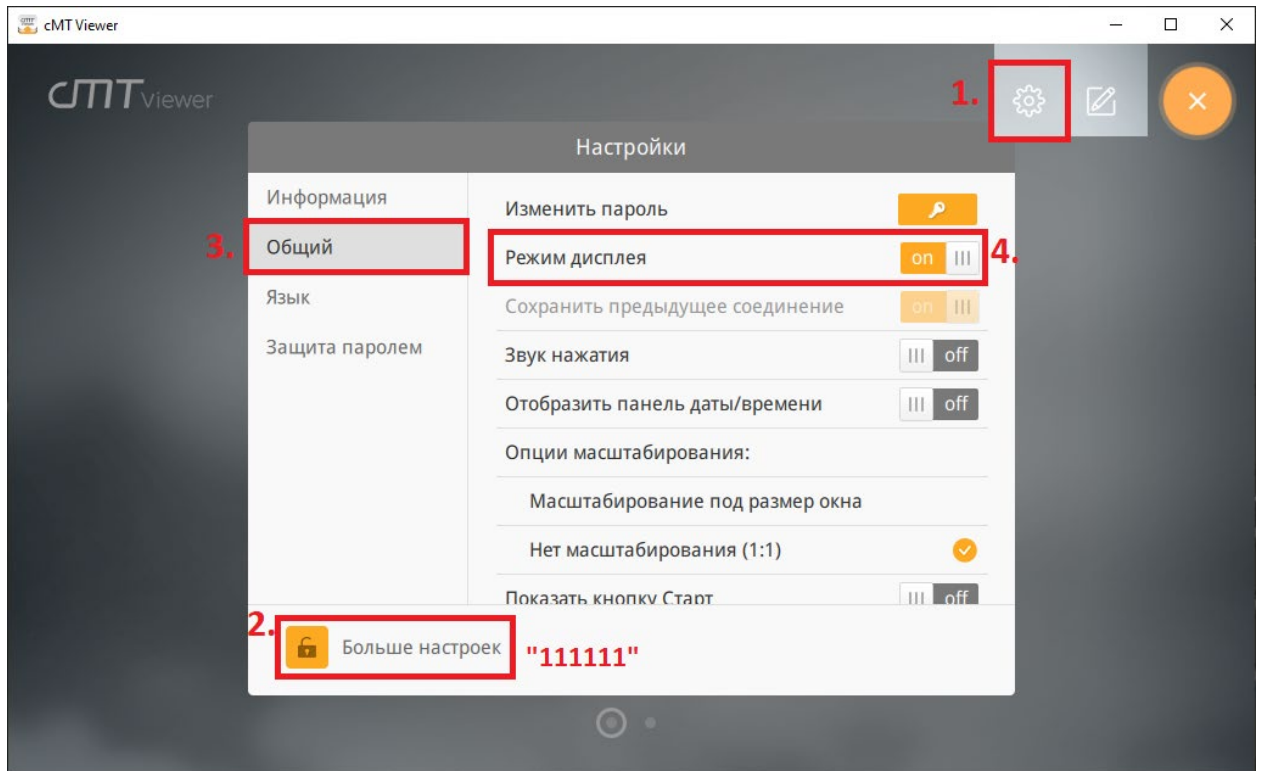 cMT Viewer
cMT viewer
1.
Настройки
Информация
Изменить пароль
3.
Общий
Режим дисплея
on
4.
Язык
Сохранить предыдущее соединение
on
Защита паролем
Звук нажатия
off
Отобразить панель даты/времени
off
Опции масштабирования:
Масштабирование под размер окна
Нет масштабирования (1:1)
Показать кнопку Старт
off
2.
Больше настроек
"111111"